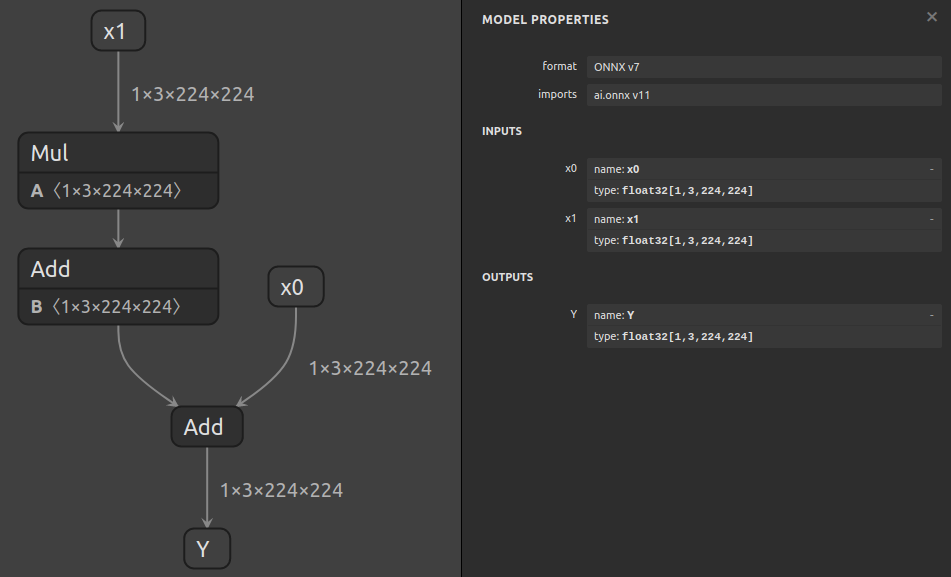 x1
1×3×224×224
Mul
A 〈1×3×224×224〉
Add
B 〈1×3×224×224〉
x0
1×3×224×224
Add
1×3×224×224
Y
MODEL PROPERTIES
×
format ONNX v7
imports ai.onnx v11
INPUTS
x0 name: x0 -
type: float32[1,3,224,224]
x1 name: x1 -
type: float32[1,3,224,224]
OUTPUTS
Y name: Y -
type: float32[1,3,224,224]